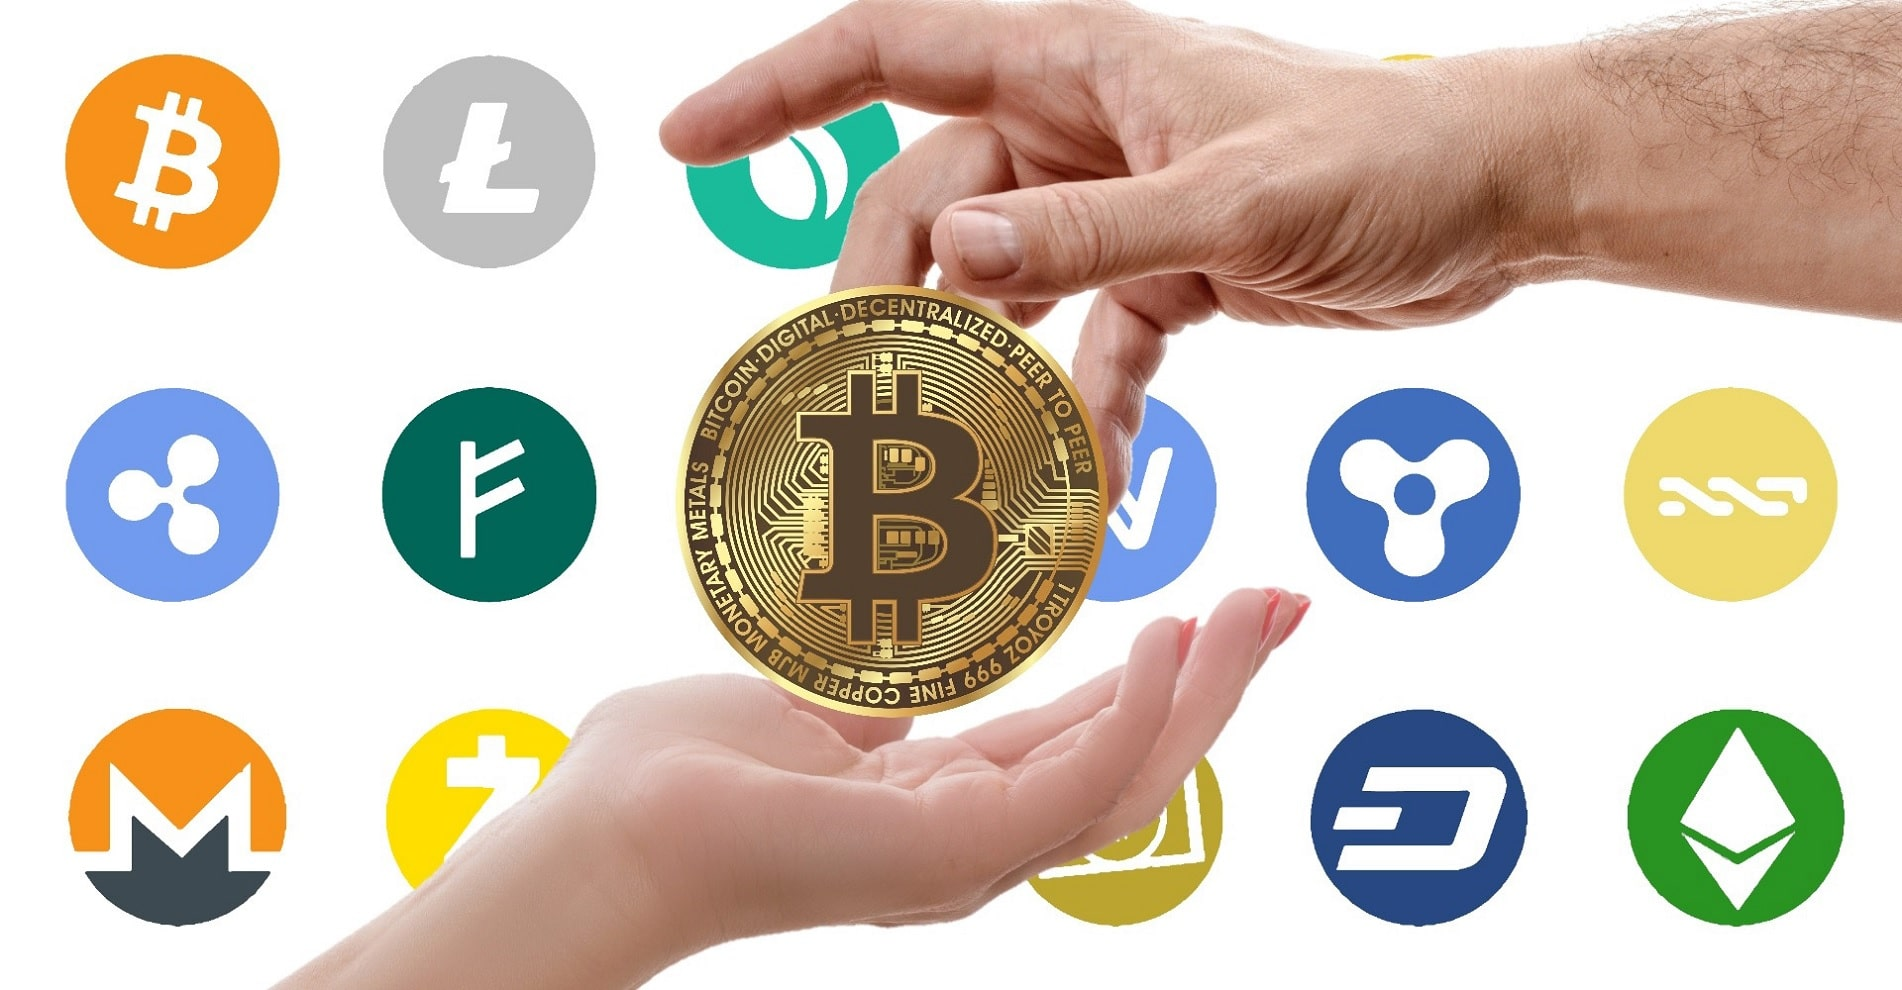 BITCOIN·DIGITAL·DECENTRALIZED·PEER TO PEER
1 TROY OZ 999 FINE COPPER MJB MONETARY METALS